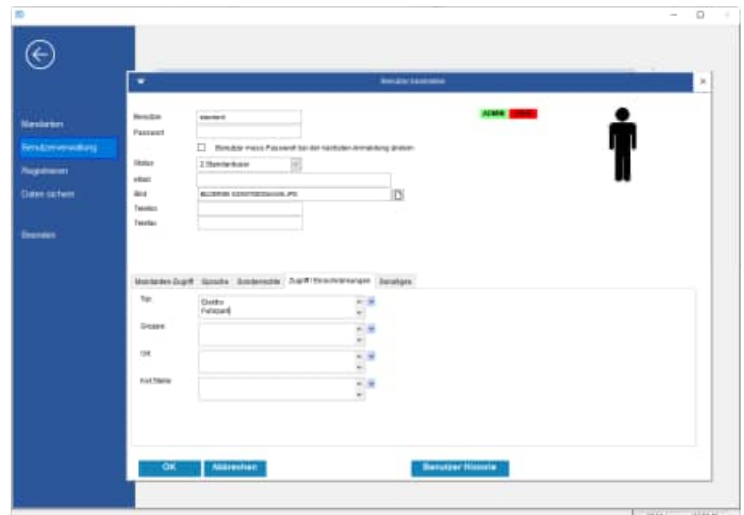 Benutzer bearbeiten
Mandanten
Benutzerverwaltung
Registrieren
Daten sichern
Beenden
Benutzer
standard
ADMIN
Passwort
Benutzer muss Passwort bei der nächsten Anmeldung ändern
Status
2 Standarduser
eMail
Bild
Telefon
Telefax
Mandanten-Zugriff
Sprache
Sonderrechte
Zugriff / Einschränkungen
Sonstiges
Typ
Elektro
Fuhrpark
Gruppe
Ort
Kst.Stelle
OK
Abbrechen
Benutzer Historie